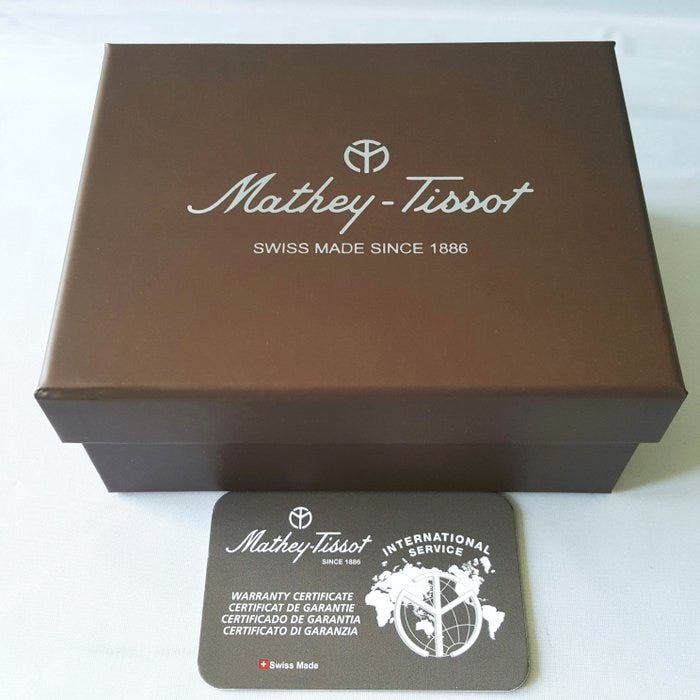 Mathey-Tissot
SWISS MADE SINCE 1886
Mathey-Tissot
SINCE 1886
INTERNATIONAL
SERVICE
WARRANTY CERTIFICATE
CERTIFICAT DE GARANTIE
CERTIFICADO DE GARANTIA
CERTIFICATO DI GARANZIA
Swiss Made